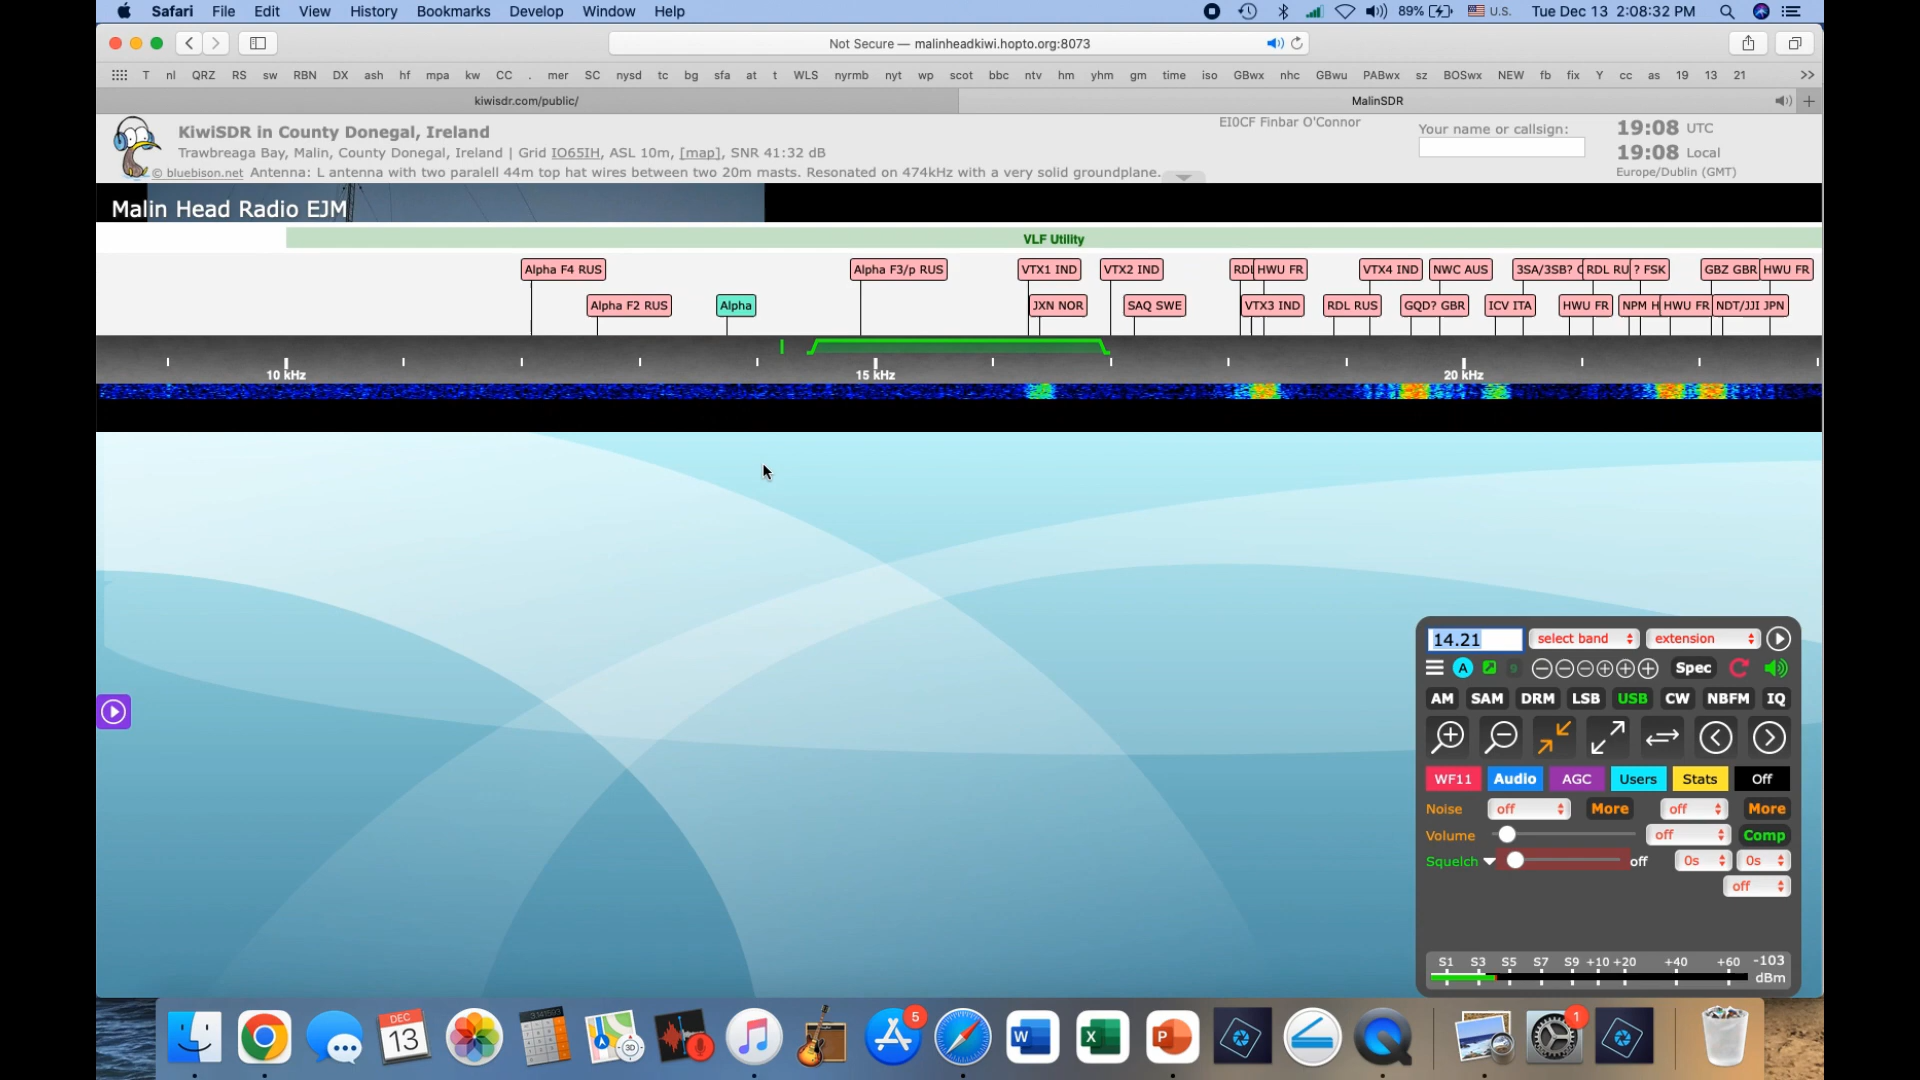 Safari File Edit View History Bookmarks Develop Window Help 89% U.S. Tue Dec 13 2:08:32 PM
Not Secure — malinheadkiwi.hopto.org:8073
T nl QRZ RS sw RBN DX ash hf mpa kw CC . mer SC nysd tc bg sfa at t WLS nyrmb nyt wp scot bbc ntv hm yhm gm time iso GBwx nhc GBwu PABwx sz BOSwx NEW fb fix Y cc as 19 13 21 >>
kiwisdr.com/public/ MalinSDR +
KiwiSDR in County Donegal, Ireland
EI0CF Finbar O'Connor
Your name or callsign:
19:08 UTC
Trawbreaga Bay, Malin, County Donegal, Ireland | Grid IO65IH, ASL 10m, [map], SNR 41:32 dB
19:08 Local
© bluebison.net Antenna: L antenna with two paralell 44m top hat wires between two 20m masts. Resonated on 474kHz with a very solid groundplane.
Europe/Dublin (GMT)
Malin Head Radio EJM
VLF Utility
Alpha F4 RUS Alpha F3/p RUS VTX1 IND VTX2 IND RDL HWU FR VTX4 IND NWC AUS 3SA/3SB? C RDL RU ? FSK GBZ GBR HWU FR
Alpha F2 RUS Alpha JXN NOR SAQ SWE VTX3 IND RDL RUS GQD? GBR ICV ITA HWU FR NPM H HWU FR NDT/JJI JPN
10 kHz 15 kHz 20 kHz
14.21 select band extension
A 9 Spec
AM SAM DRM LSB USB CW NBFM IQ
WF11 Audio AGC Users Stats Off
Noise off More off More
Volume off Comp
Squelch off 0s 0s
off
S1 S3 S5 S7 S9 +10 +20 +40 +60 -103
dBm
DEC
13
3D
5
W
X
P
1